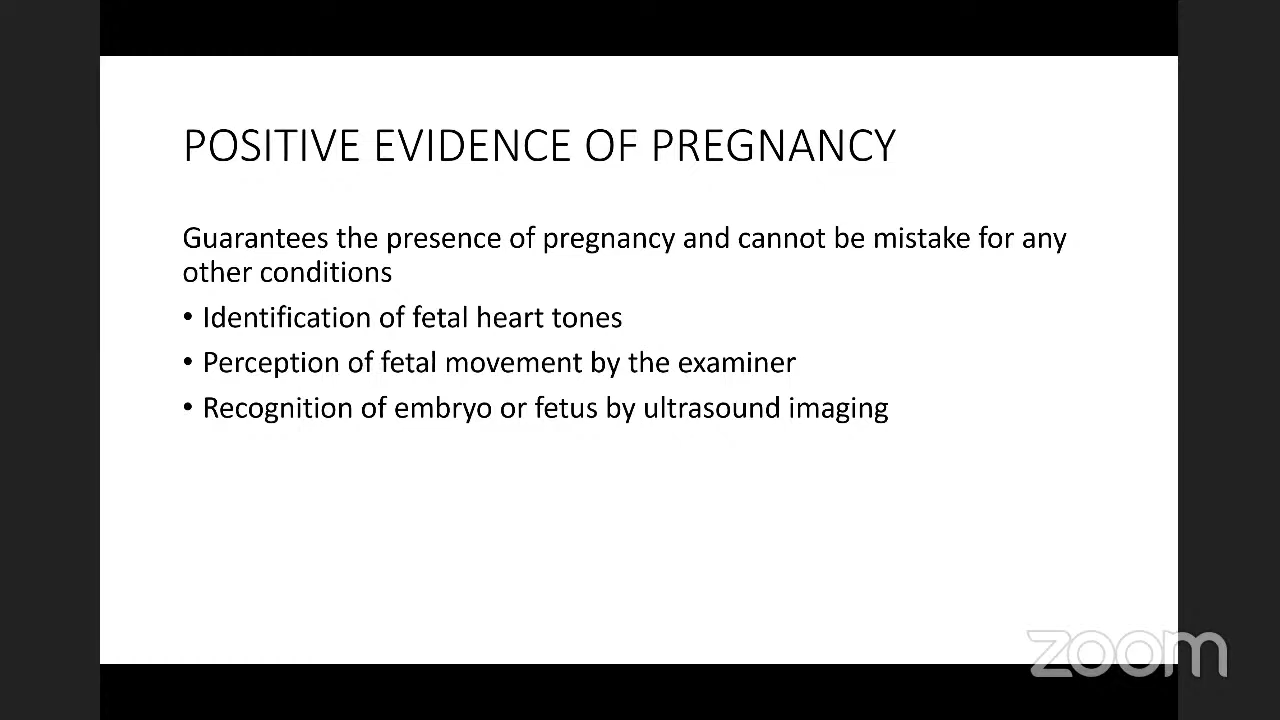 POSITIVE EVIDENCE OF PREGNANCY
Guarantees the presence of pregnancy and cannot be mistake for any
other conditions
• Identification of fetal heart tones
• Perception of fetal movement by the examiner
• Recognition of embryo or fetus by ultrasound imaging
zoom